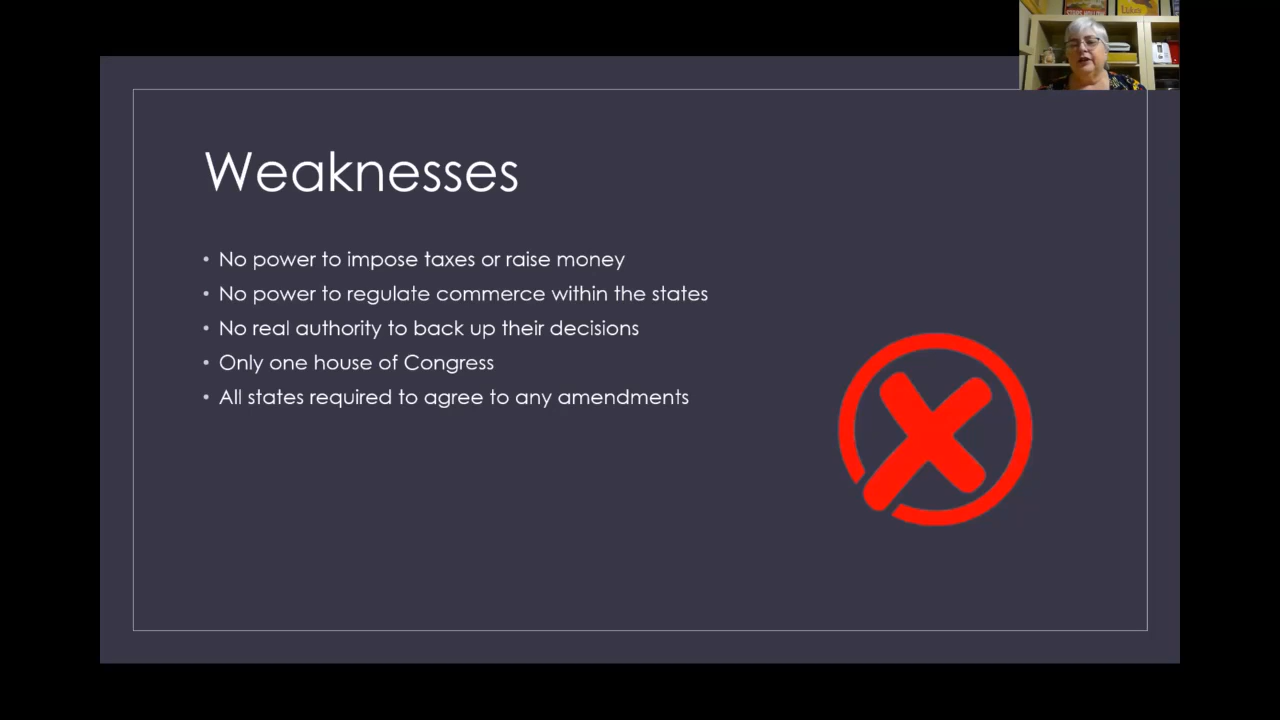 Weaknesses
• No power to impose taxes or raise money
• No power to regulate commerce within the states
• No real authority to back up their decisions
• Only one house of Congress
• All states required to agree to any amendments